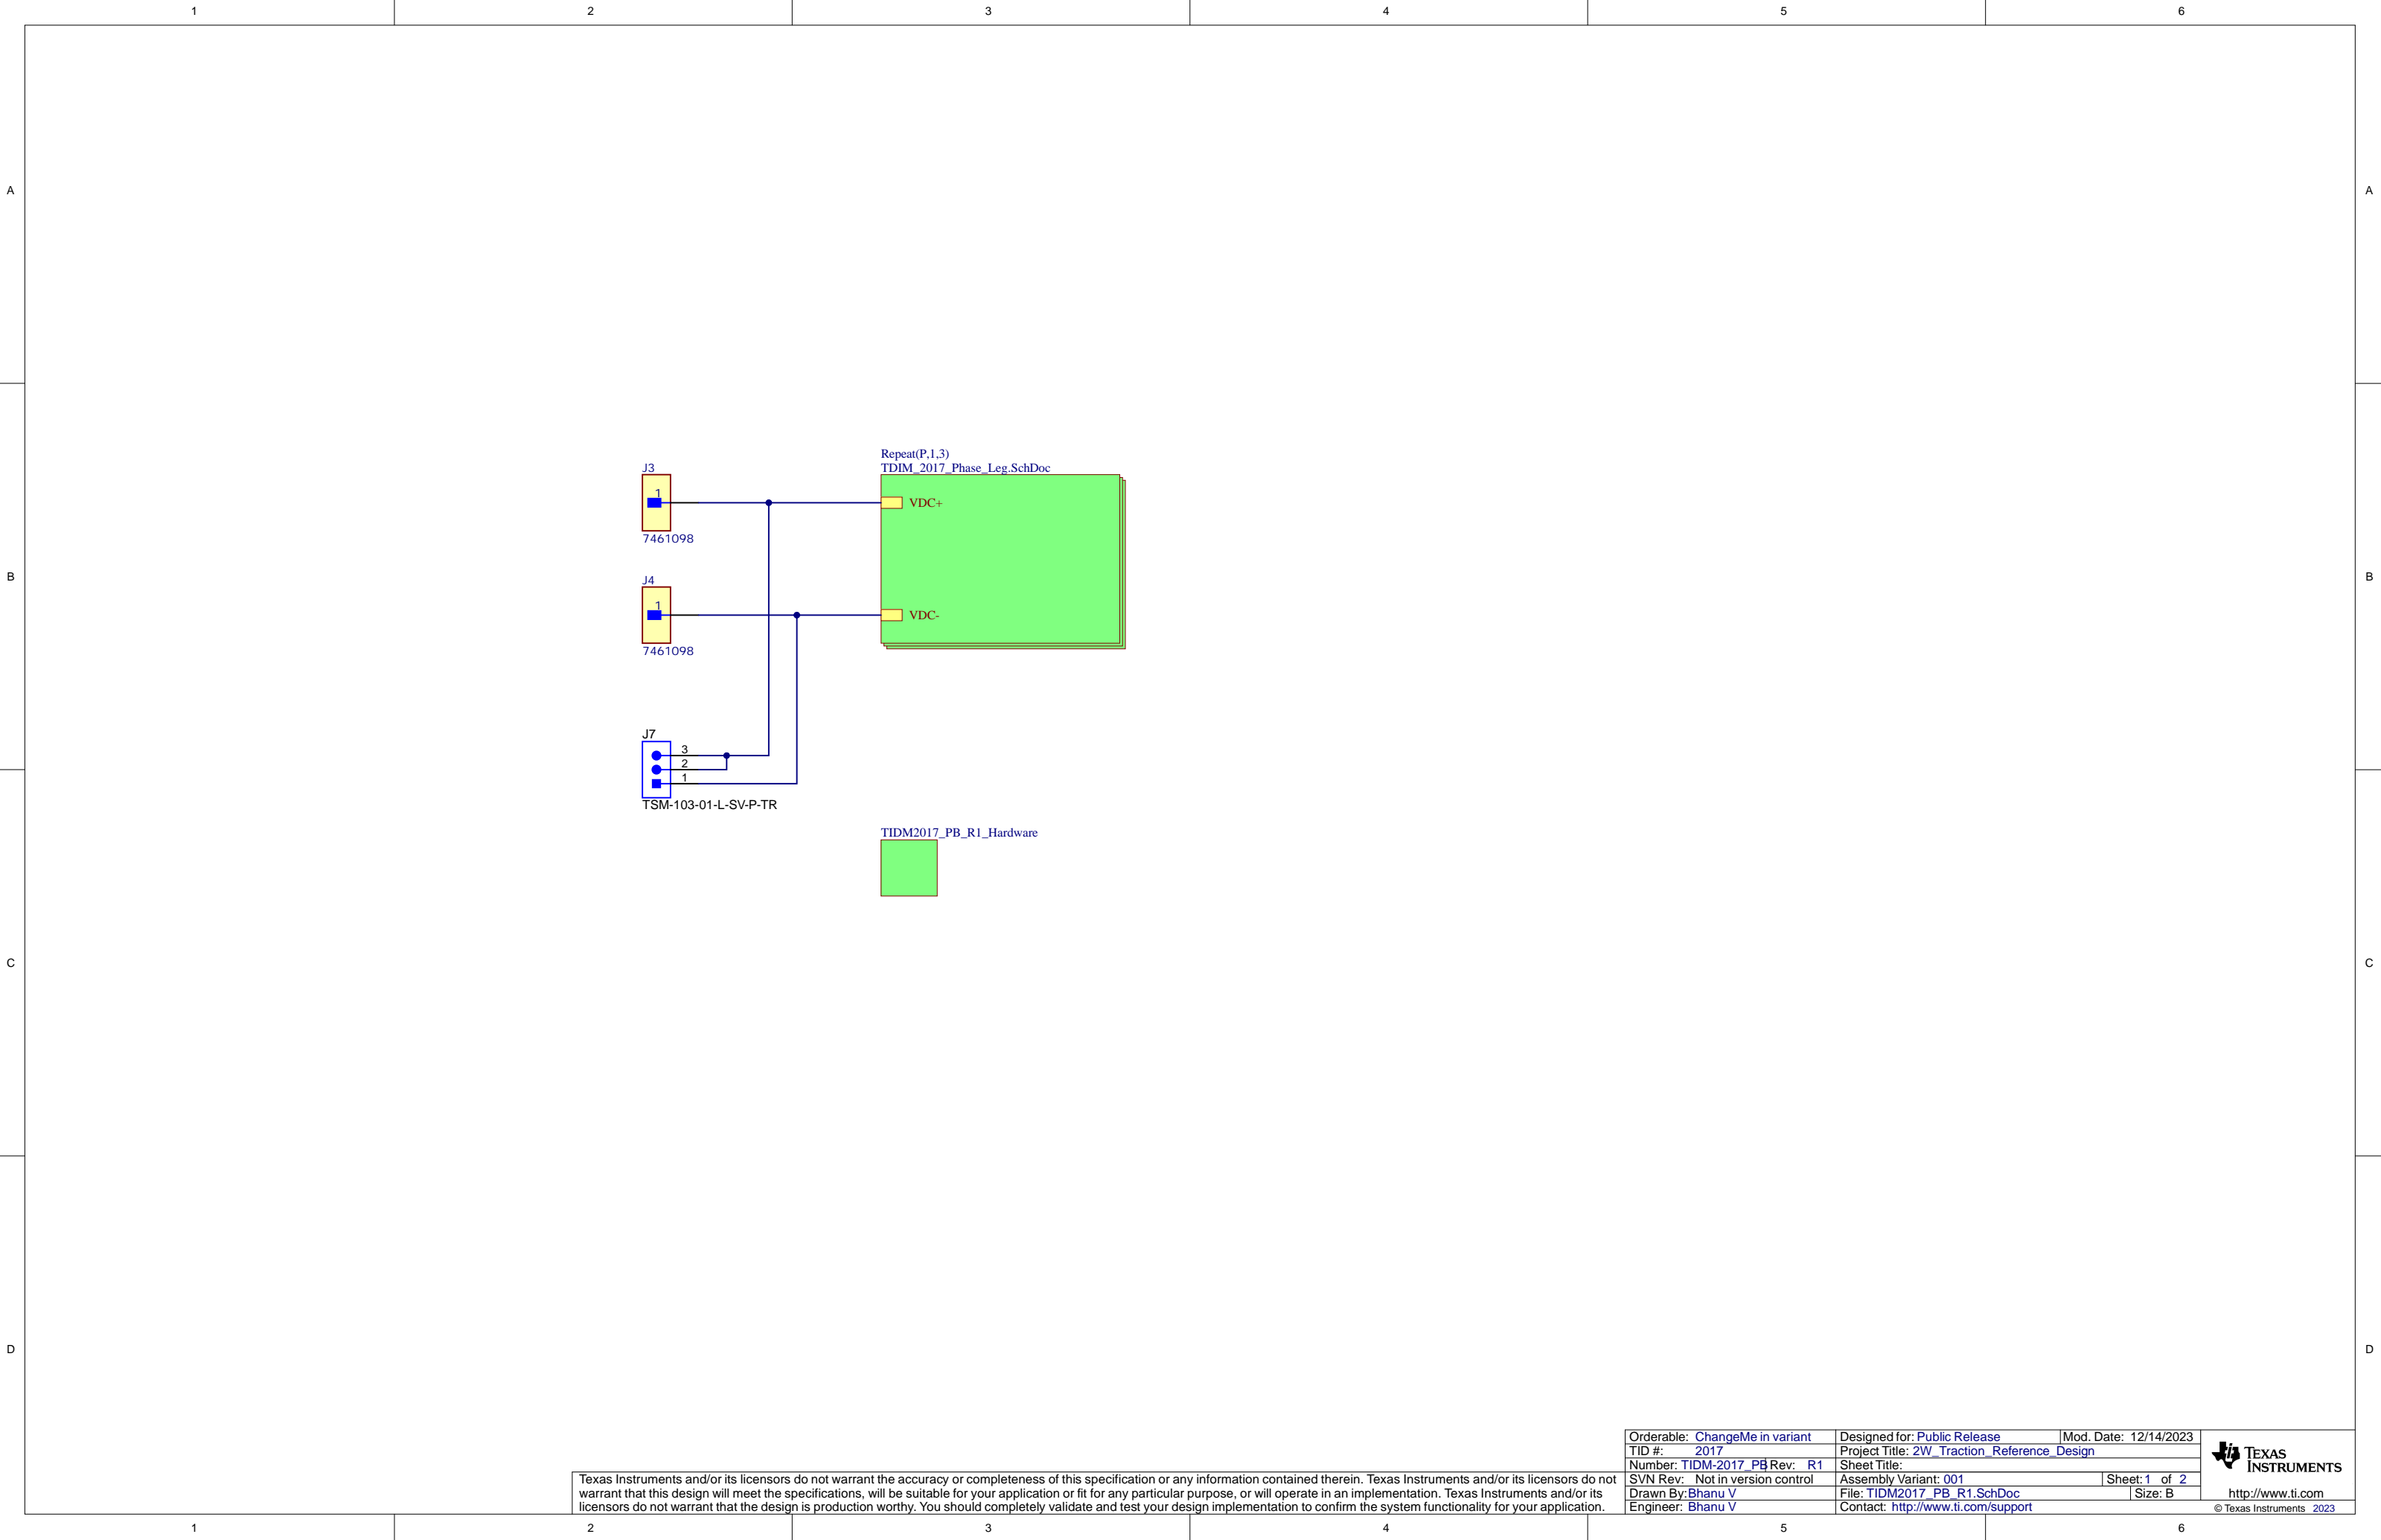 1 2 3 4 5 6
A A
Repeat(P,1,3)
J3 TDIM_2017_Phase_Leg.SchDoc
1
VDC+
7461098
B B
J4
1
VDC-
7461098
J7
3
2
1
TSM-103-01-L-SV-P-TR
TIDM2017_PB_R1_Hardware
C C
D D
Orderable: ChangeMe in variant Designed for: Public Release Mod. Date: 12/14/2023
TID #: 2017 Project Title: 2W_Traction_Reference_Design
Number: TIDM-2017_PB Rev: R1 Sheet Title:
SVN Rev: Not in version control Assembly Variant: 001 Sheet: 1 of 2
Drawn By: Bhanu V File: TIDM2017_PB_R1.SchDoc Size: B
Engineer: Bhanu V Contact: http://www.ti.com/support
TEXAS
INSTRUMENTS
http://www.ti.com
© Texas Instruments 2023
Texas Instruments and/or its licensors do not warrant the accuracy or completeness of this specification or any information contained therein. Texas Instruments and/or its licensors do not
warrant that this design will meet the specifications, will be suitable for your application or fit for any particular purpose, or will operate in an implementation. Texas Instruments and/or its
licensors do not warrant that the design is production worthy. You should completely validate and test your design implementation to confirm the system functionality for your application.
1 2 3 4 5 6